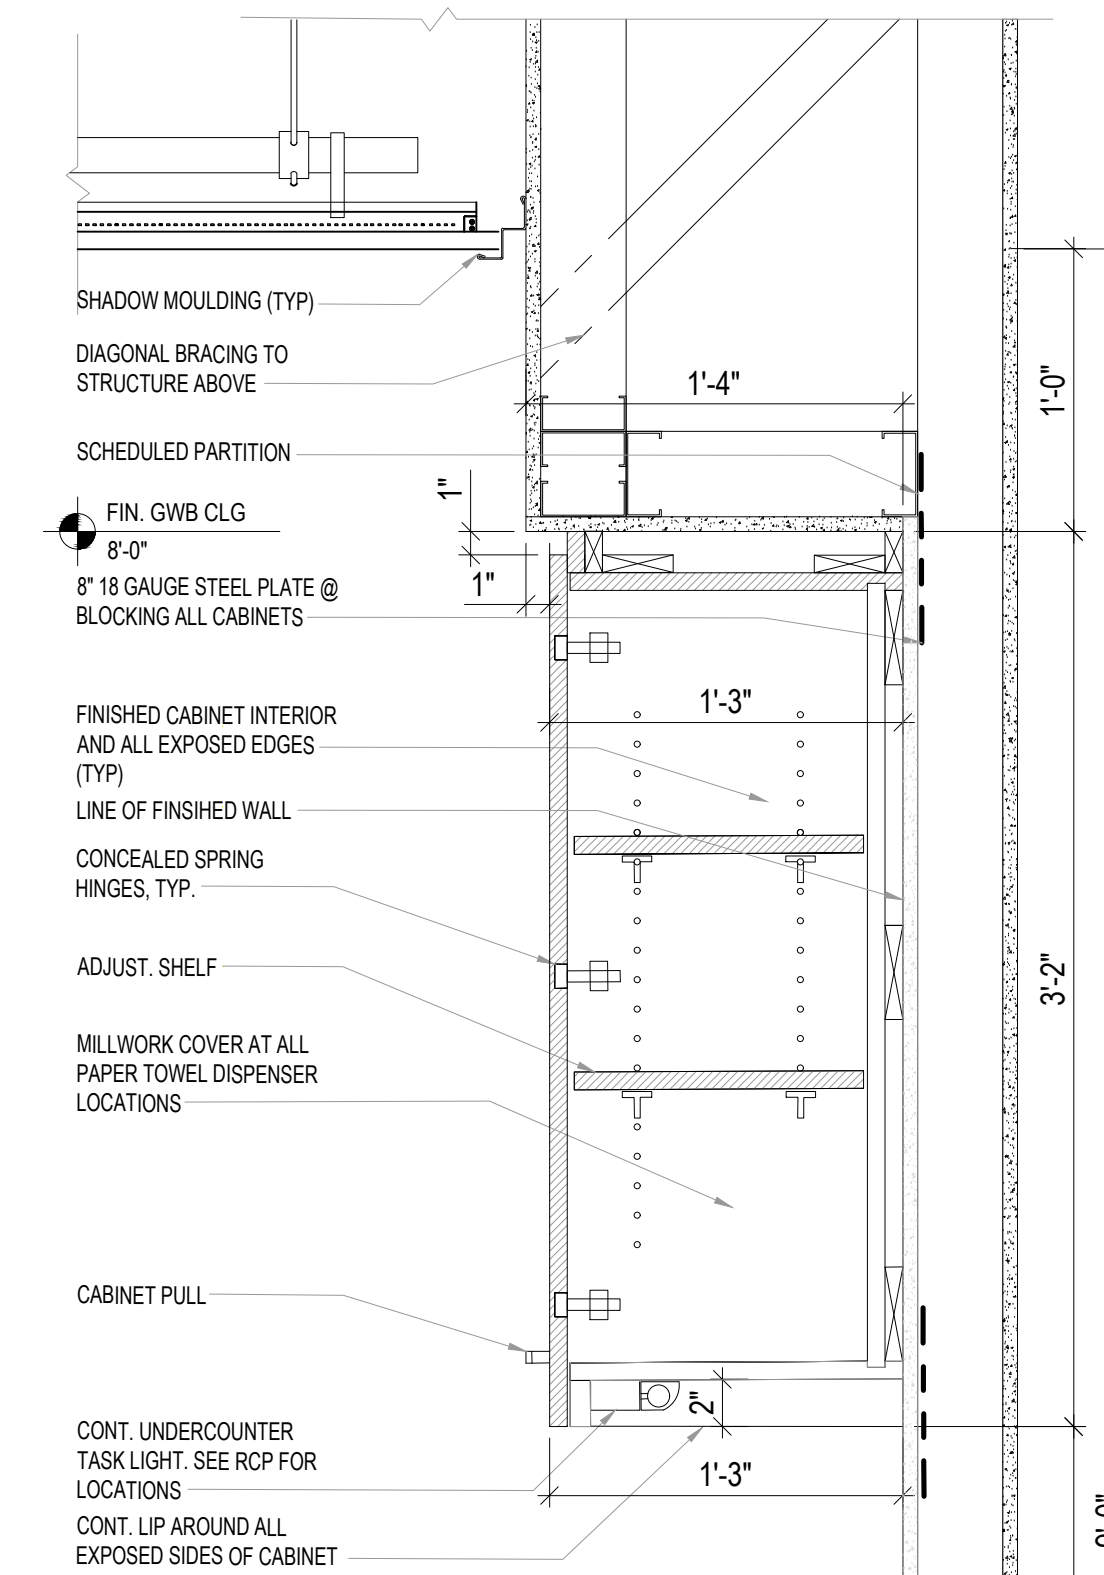 SHADOW MOULDING (TYP)
DIAGONAL BRACING TO
STRUCTURE ABOVE
1'-4"
1'-0"
SCHEDULED PARTITION
1"
FIN. GWB CLG
8'-0"
1"
8" 18 GAUGE STEEL PLATE @
BLOCKING ALL CABINETS
1'-3"
FINISHED CABINET INTERIOR
AND ALL EXPOSED EDGES
(TYP)
LINE OF FINSIHED WALL
CONCEALED SPRING
HINGES, TYP.
ADJUST. SHELF
3'-2"
MILLWORK COVER AT ALL
PAPER TOWEL DISPENSER
LOCATIONS
CABINET PULL
2"
CONT. UNDERCOUNTER
TASK LIGHT. SEE RCP FOR
LOCATIONS
1'-3"
CONT. LIP AROUND ALL
EXPOSED SIDES OF CABINET